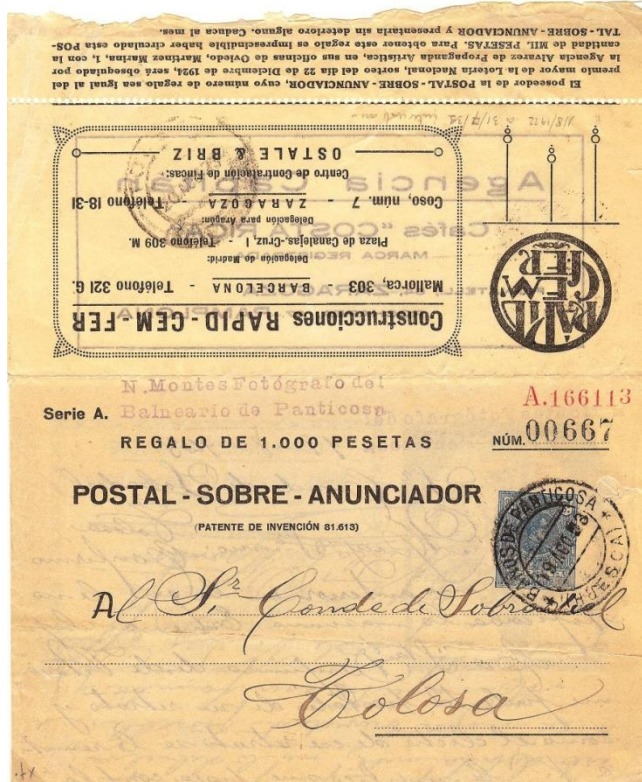 El poseedor de la POSTAL-SOBRE-ANUNCIADOR, cuyo número de regalo sea igual al del
premio mayor de la Lotería Nacional, sorteo del día 22 de Diciembre de 1924, será obsequiado por
la Agencia Alvarez de Propaganda Artística, en sus oficinas de Oviedo, Martínez Marina, 1, con la
cantidad de MIL PESETAS. Para obtener este regalo es imprescindible haber circulado esta POS-
TAL-SOBRE-ANUNCIADOR y presentarla sin deterioro alguno. Caduca al mes.
RAPID
CEM
FER
Construcciones RAPID-CEM-FER
Mallorca, 303 - BARCELONA - Teléfono 321 G.
Delegación de Madrid:
Plaza de Canalejas-Cruz, 1 - Teléfono 309 M.
Delegación para Aragón:
Coso, núm. 7 - ZARAGOZA - Teléfono 18-31
Centro de Contratación de Fincas:
OSTALE & BRIZ
Agencia
Cafés "COSTA RICA"
MARCA REGI
ZARAGOZA
PAMPLONA
N. Montes Fotógrafo del
Balneario de Panticosa
A.166113
Serie A.
REGALO DE 1.000 PESETAS
NÚM. 00667
POSTAL-SOBRE-ANUNCIADOR
(PATENTE DE INVENCIÓN 81.613)
BAÑOS DE PANTICOSA
(HUESCA)
Al Sr. Conde de Sobradiel
Tolosa